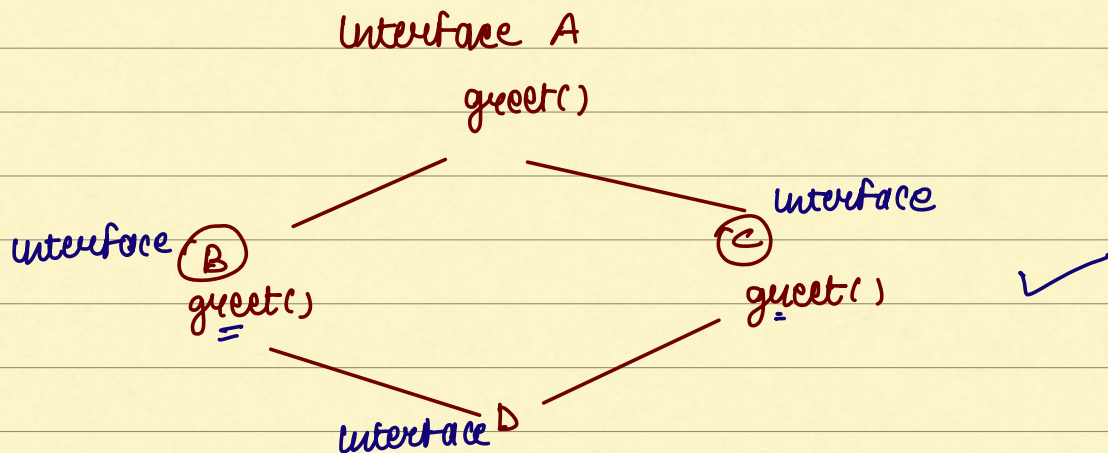 Interface A
greet()
Interface
Interface B
C
greet()
greet()
Interface D